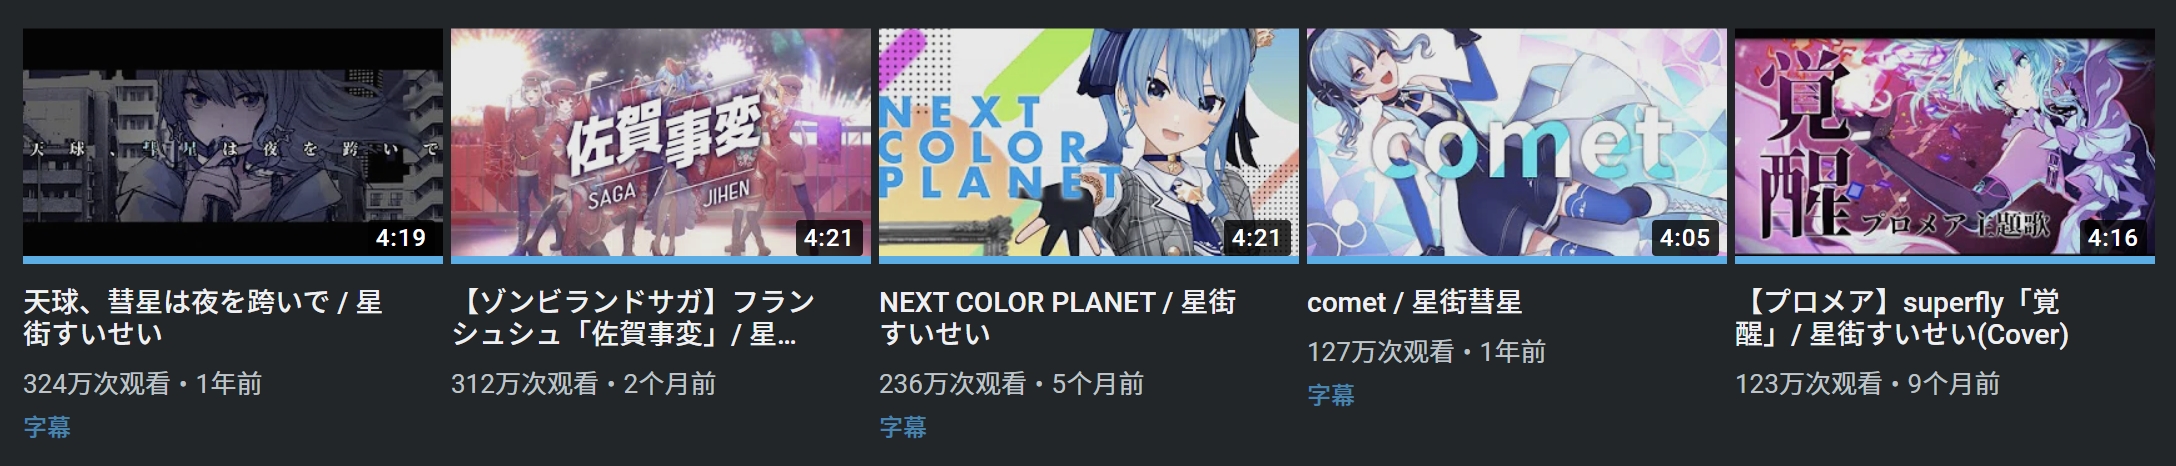 天球、彗星は夜を跨いで
4:19
天球、彗星は夜を跨いで / 星
街すいせい
324万次观看 • 1年前
字幕
佐賀事変
SAGA JIHEN
4:21
【ゾンビランドサガ】フラン
シュシュ「佐賀事変」/ 星...
312万次观看 • 2个月前
NEXT
COLOR
PLANET
4:21
NEXT COLOR PLANET / 星街
すいせい
236万次观看 • 5个月前
字幕
comet
4:05
comet / 星街彗星
127万次观看 • 1年前
字幕
覚
醒
プロメア主題歌
4:16
【プロメア】superfly「覚
醒」/ 星街すいせい(Cover)
123万次观看 • 9个月前